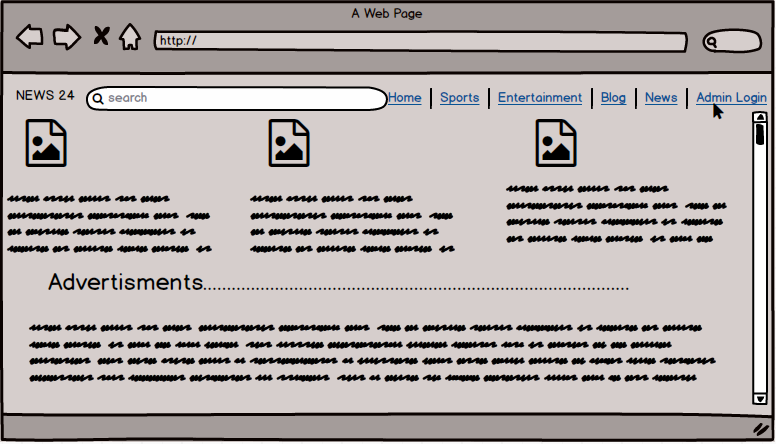 A Web Page
http://
NEWS 24 search Home Sports Entertainment Blog News Admin Login
Advertisments................................................................................................